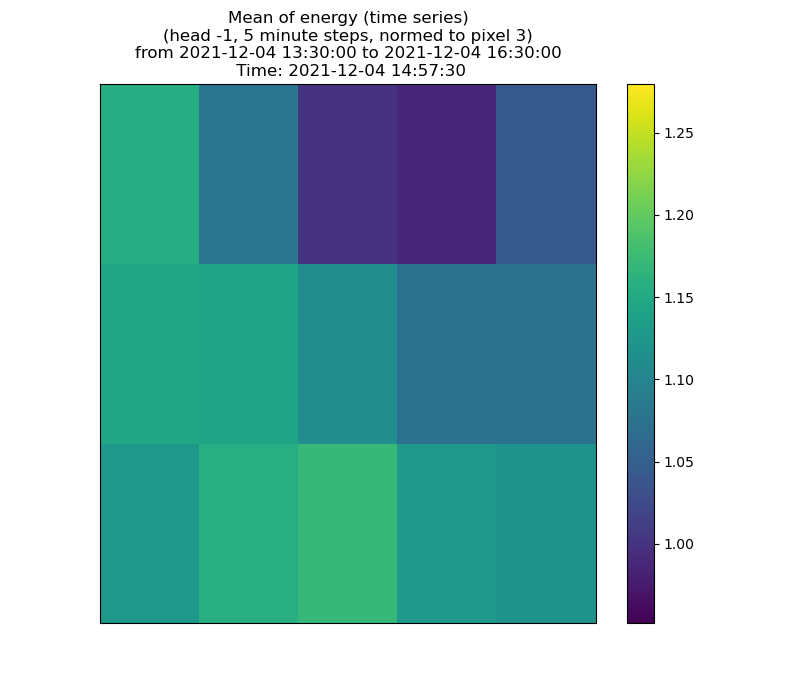 Mean of energy (time series)
(head -1, 5 minute steps, normed to pixel 3)
from 2021-12-04 13:30:00 to 2021-12-04 16:30:00
Time: 2021-12-04 14:57:30
1.25
1.20
1.15
1.10
1.05
1.00